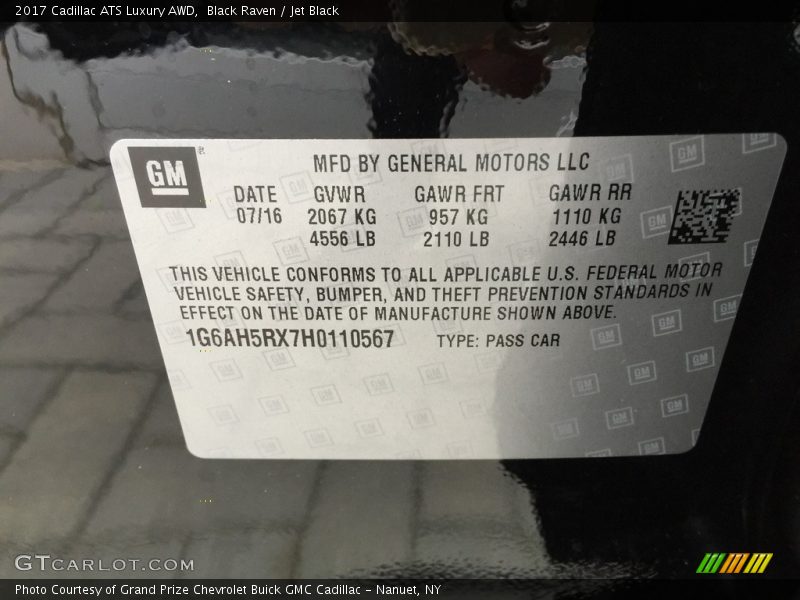 2017 Cadillac ATS Luxury AWD,  Black Raven / Jet Black
GM
MFD BY GENERAL MOTORS LLC
DATE GVWR GAWR FRT GAWR RR
07/16 2067 KG 957 KG 1110 KG
4556 LB 2110 LB 2446 LB
THIS VEHICLE CONFORMS TO ALL APPLICABLE U.S. FEDERAL MOTOR
VEHICLE SAFETY, BUMPER, AND THEFT PREVENTION STANDARDS IN
EFFECT ON THE DATE OF MANUFACTURE SHOWN ABOVE.
1G6AH5RX7H0110567 TYPE: PASS CAR
GTCARLOT.COM
Photo Courtesy of Grand Prize Chevrolet Buick GMC Cadillac – Nanuet, NY